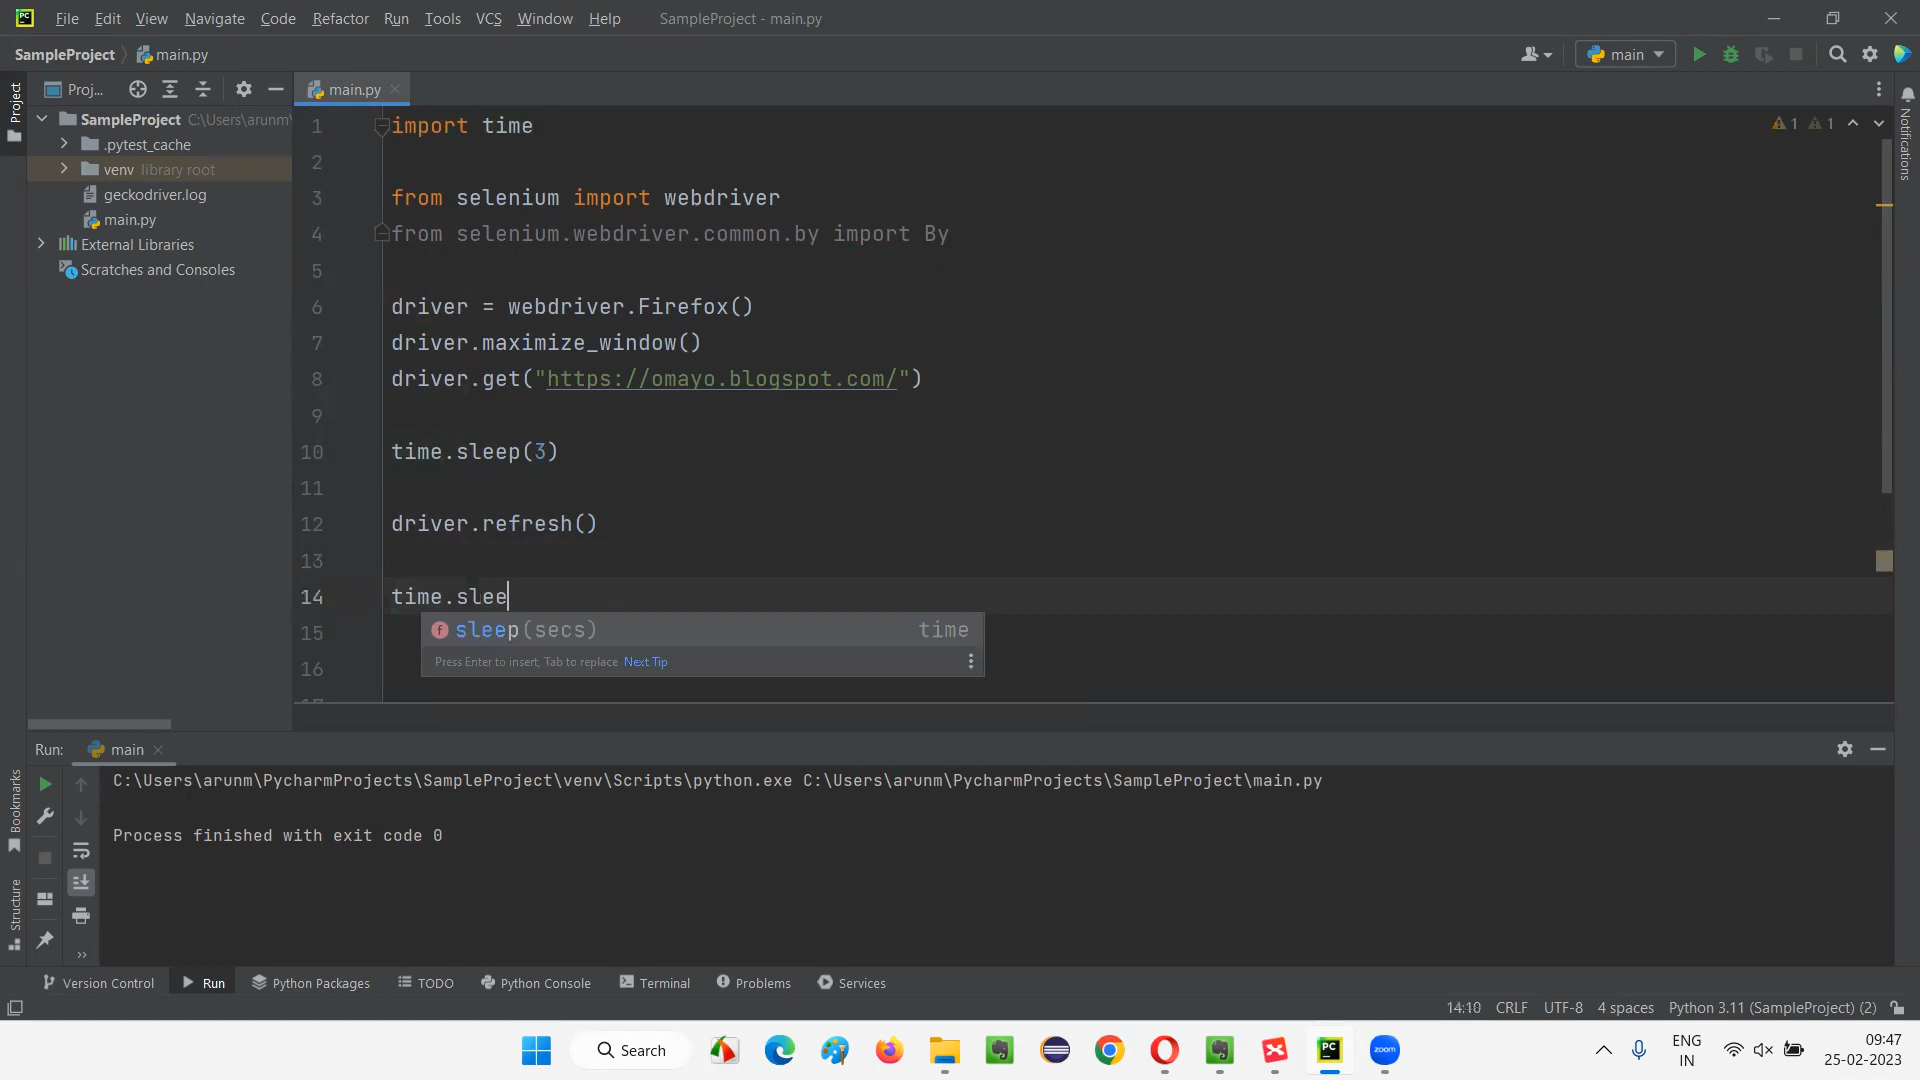 File Edit View Navigate Code Refactor Run Tools VCS Window Help SampleProject - main.py
SampleProject main.py main
Proj... main.py
Project
SampleProject C:\Users\arunm\
.pytest_cache
venv library root
geckodriver.log
main.py
External Libraries
Scratches and Consoles
1 import time
2
3 from selenium import webdriver
4 from selenium.webdriver.common.by import By
5
6 driver = webdriver.Firefox()
7 driver.maximize_window()
8 driver.get("https://omayo.blogspot.com/")
9
10 time.sleep(3)
11
12 driver.refresh()
13
14 time.slee
15
16
sleep(secs) time
Press Enter to insert, Tab to replace Next Tip
1 1
Notifications
Run: main
C:\Users\arunm\PycharmProjects\SampleProject\venv\Scripts\python.exe C:\Users\arunm\PycharmProjects\SampleProject\main.py
Process finished with exit code 0
Bookmarks
Structure
Version Control Run Python Packages TODO Python Console Terminal Problems Services
14:10 CRLF UTF-8 4 spaces Python 3.11 (SampleProject) (2)
Search
zoom
ENG
IN
09:47
25-02-2023